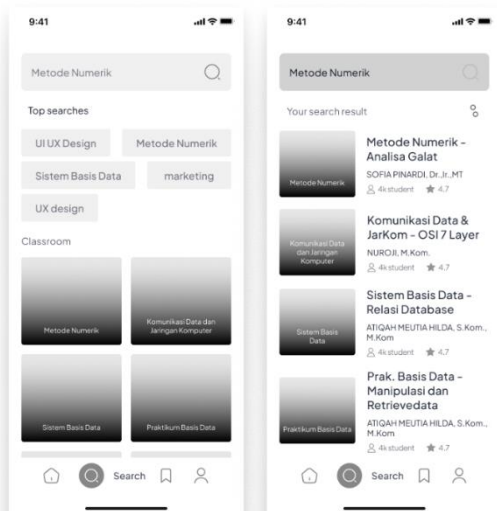 9:41
Metode Numerik
Top searches
UI UX Design
Metode Numerik
Sistem Basis Data
marketing
UX design
Classroom
Metode Numerik
Komunikasi Data dan
Jaringan Komputer
Sistem Basis Data
Praktikum Basis Data
Search
9:41
Metode Numerik
Your search result
Metode Numerik
Metode Numerik -
Analisa Galat
SOFIA PINARDI, Dr.,Ir.,MT
4k student
4.7
Komunikasi Data
dan Jaringan
Komputer
Komunikasi Data &
JarKom - OSI 7 Layer
NUROJI, M.Kom.
4k student
4.7
Sistem Basis
Data
Sistem Basis Data -
Relasi Database
ATIQAH MEUTIA HILDA, S.Kom.,
M.Kom
4k student
4.7
Praktikum Basis Data
Prak. Basis Data -
Manipulasi dan
Retrievedata
ATIQAH MEUTIA HILDA, S.Kom.,
M.Kom
4k student
4.7
Search